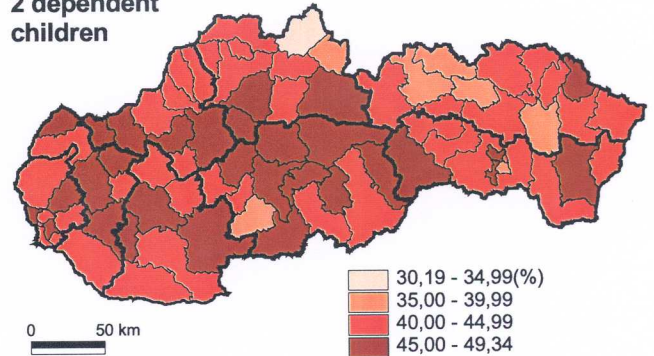 2 dependent
children
30,19 - 34,99(%)
35,00 - 39,99
40,00 - 44,99
45,00 - 49,34
0 50 km